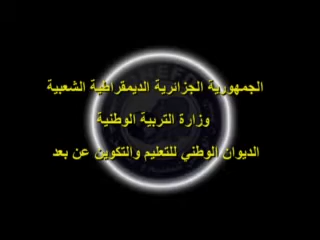 الجمهورية الجزائرية الديمقراطية الشعبية
وزارة التربية الوطنية
الديوان الوطني للتعليم والتكوين عن بعد